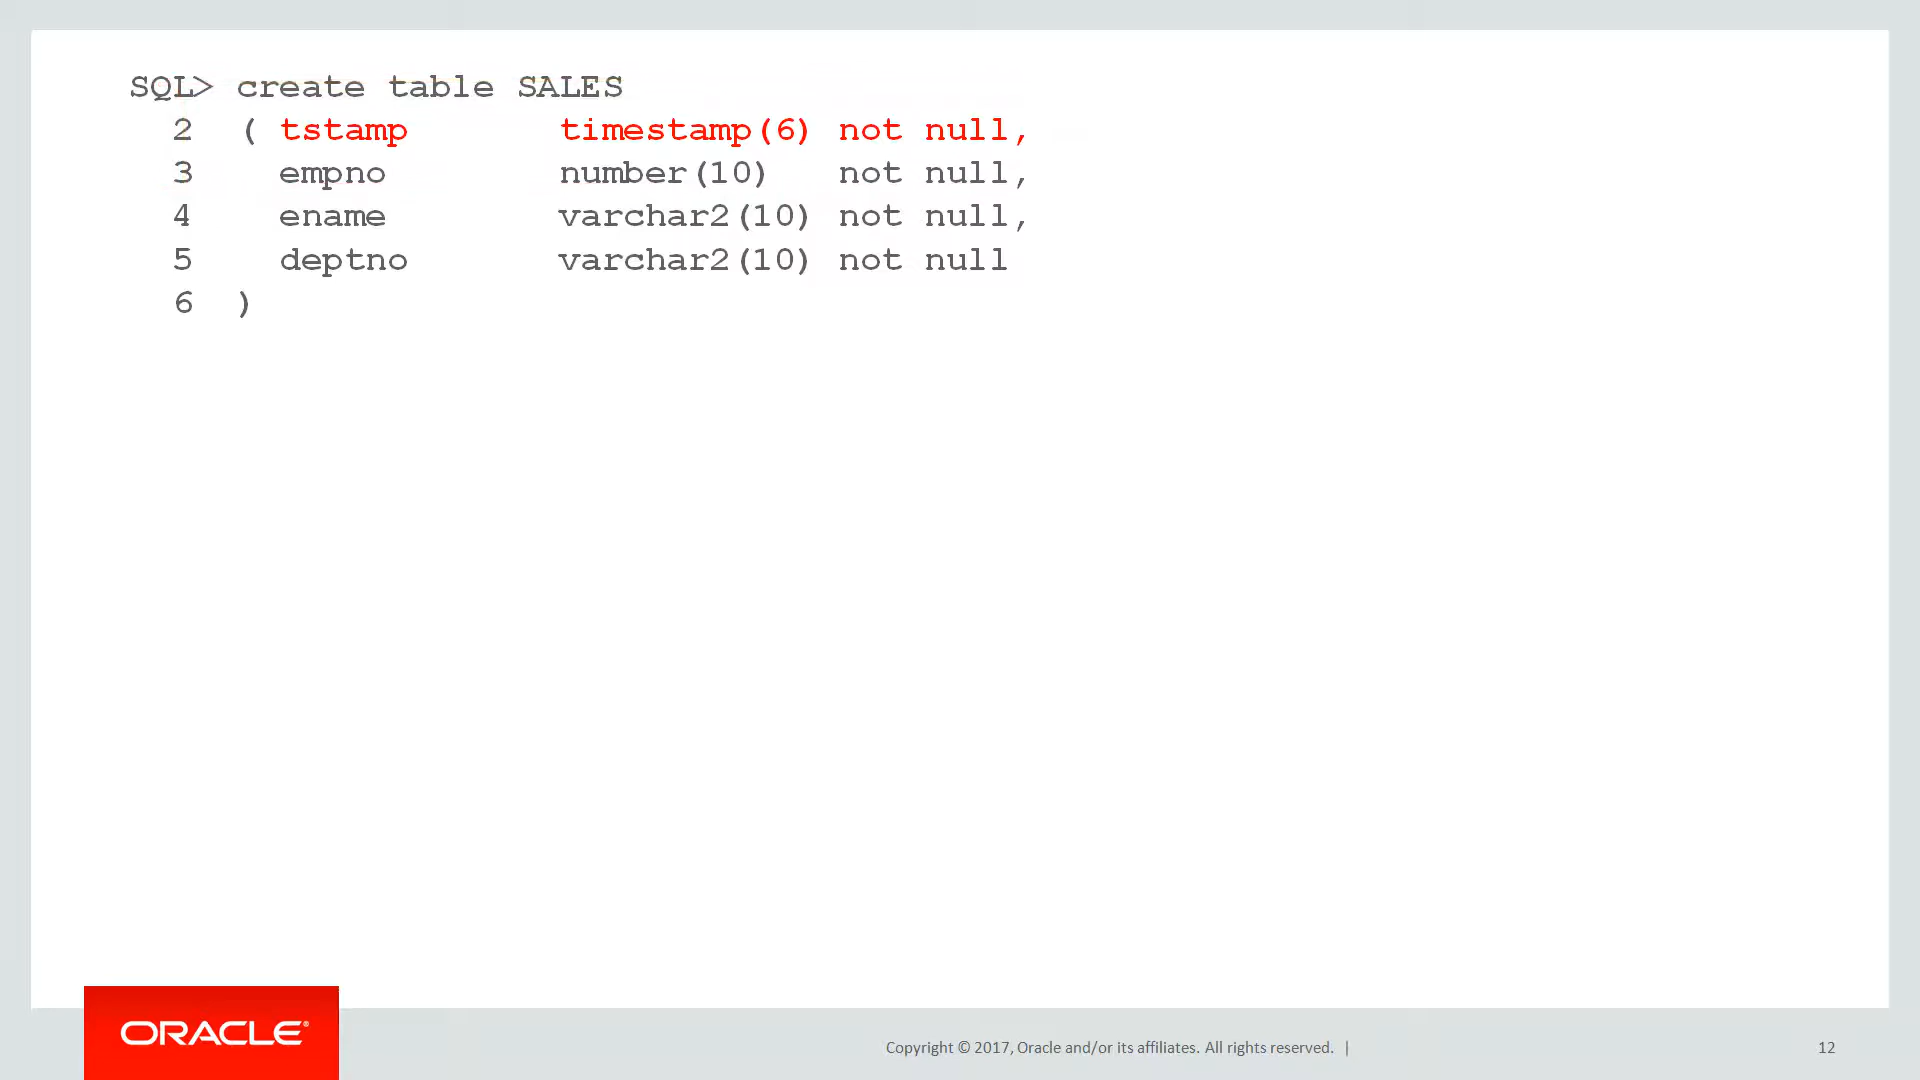 SQL> create table SALES
2 ( tstamp timestamp(6) not null,
3 empno number(10) not null,
4 ename varchar2(10) not null,
5 deptno varchar2(10) not null
6 )
ORACLE®
Copyright © 2017, Oracle and/or its affiliates. All rights reserved. |
12